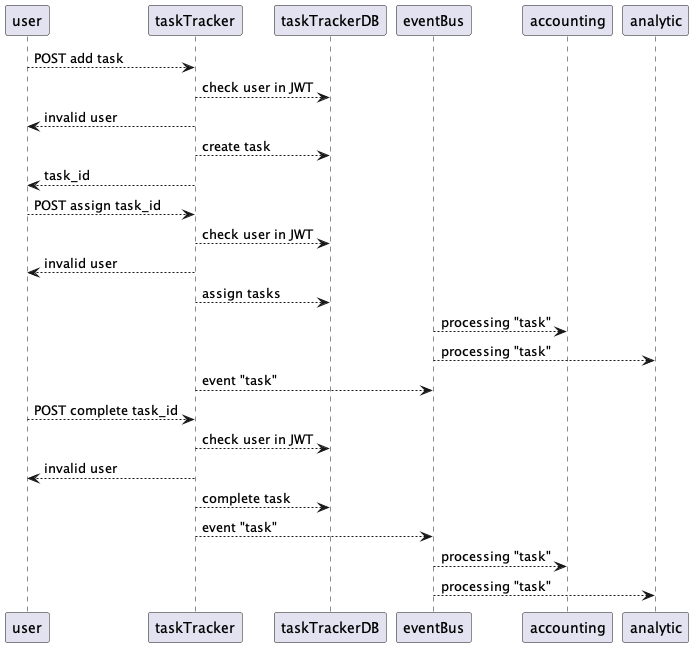 user taskTracker taskTrackerDB eventBus accounting analytic
POST add task
check user in JWT
invalid user
create task
task_id
POST assign task_id
check user in JWT
invalid user
assign tasks
processing "task"
processing "task"
event "task"
POST complete task_id
check user in JWT
invalid user
complete task
event "task"
processing "task"
processing "task"
user taskTracker taskTrackerDB eventBus accounting analytic